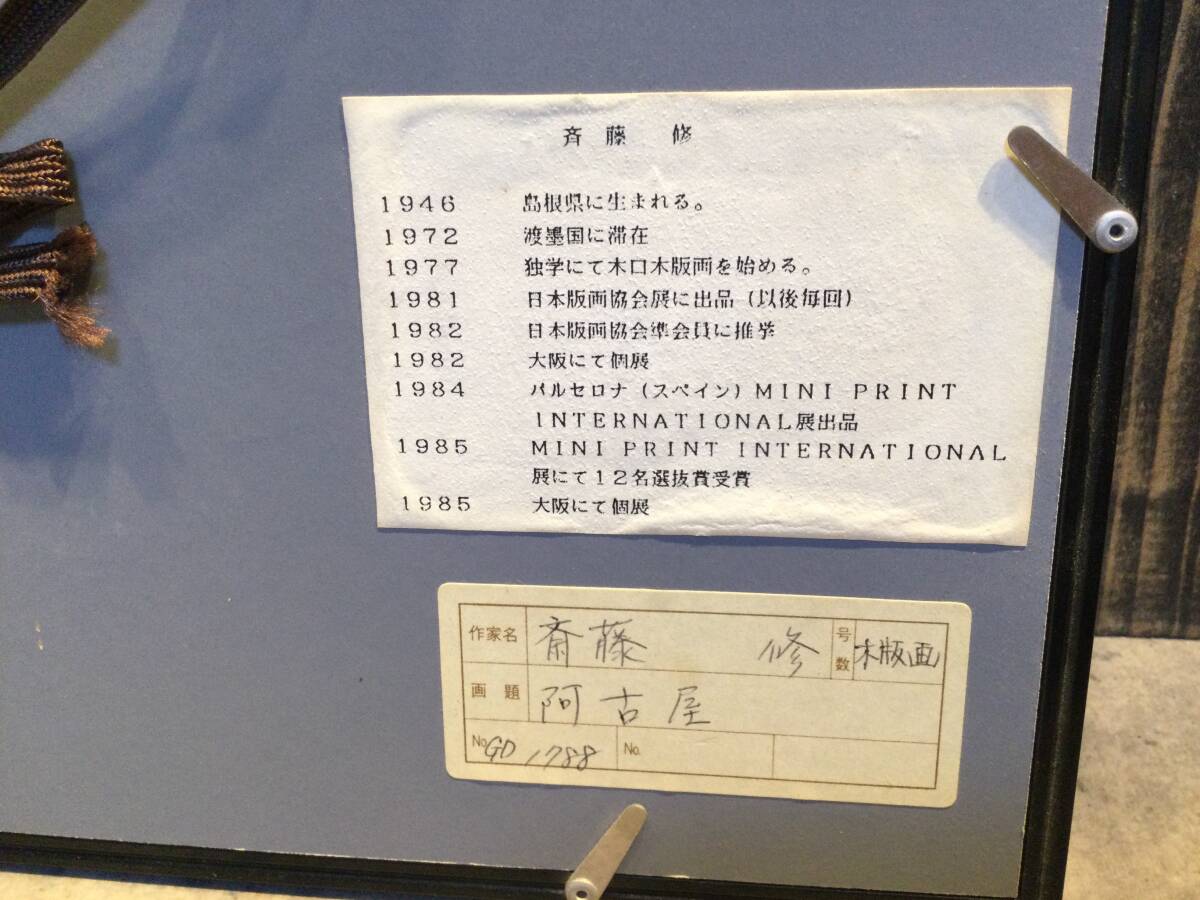 斉藤 修
1946 島根県に生まれる。
1972 渡墨国に滞在
1977 独学にて木口木版画を始める。
1981 日本版画協会展に出品(以後毎回)
1982 日本版画協会準会員に推挙
1982 大阪にて個展
1984 バルセロナ(スペイン)MINI PRINT
INTERNATIONAL展出品
1985 MINI PRINT INTERNATIONAL
展にて12名選抜賞受賞
1985 大阪にて個展
作家名 斎藤 修 号数 木版画
画題 阿古屋
No. GD 1788 No.